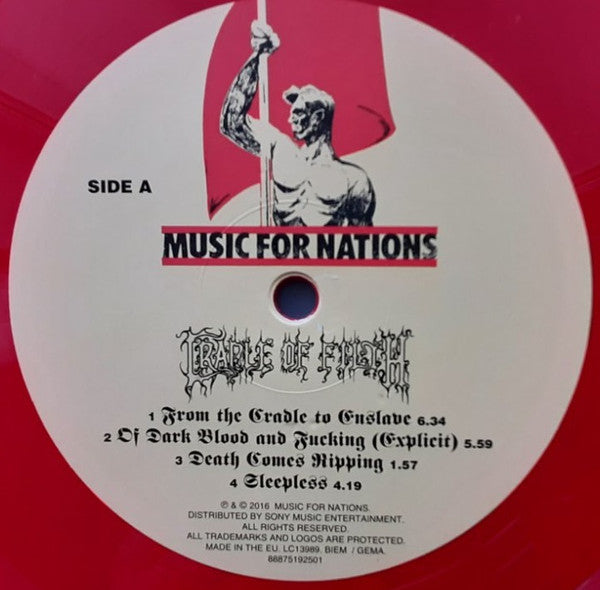 SIDE A
MUSIC FOR NATIONS
CRADLE OF FILTH
1 From the Cradle to Enslave 6.34
2 Of Dark Blood and Fucking (Explicit) 5.59
3 Death Comes Ripping 1.57
4 Sleepless 4.19
℗ & © 2016 MUSIC FOR NATIONS.
DISTRIBUTED BY SONY MUSIC ENTERTAINMENT.
ALL RIGHTS RESERVED.
ALL TRADEMARKS AND LOGOS ARE PROTECTED.
MADE IN THE EU. LC13989. BIEM / GEMA.
88875192501